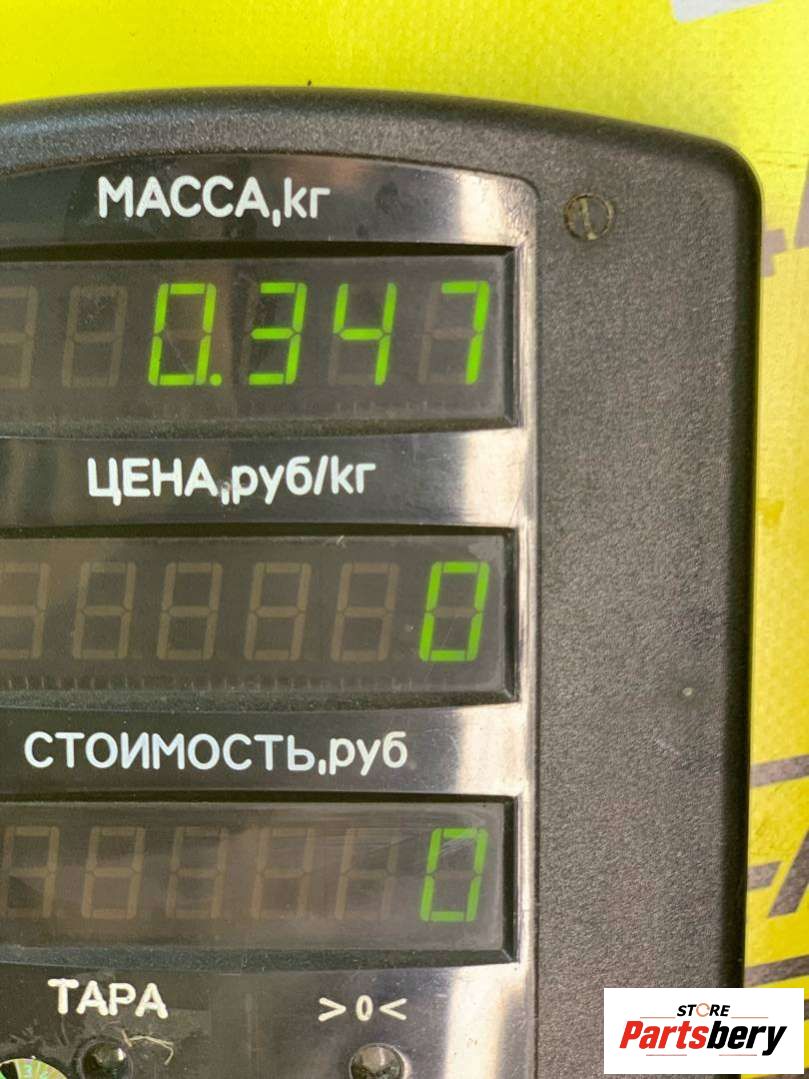 МАССА,кг
0.347
ЦЕНА,руб/кг
0
СТОИМОСТЬ,руб
0
ТАРА >0<
STORE
Partsbery